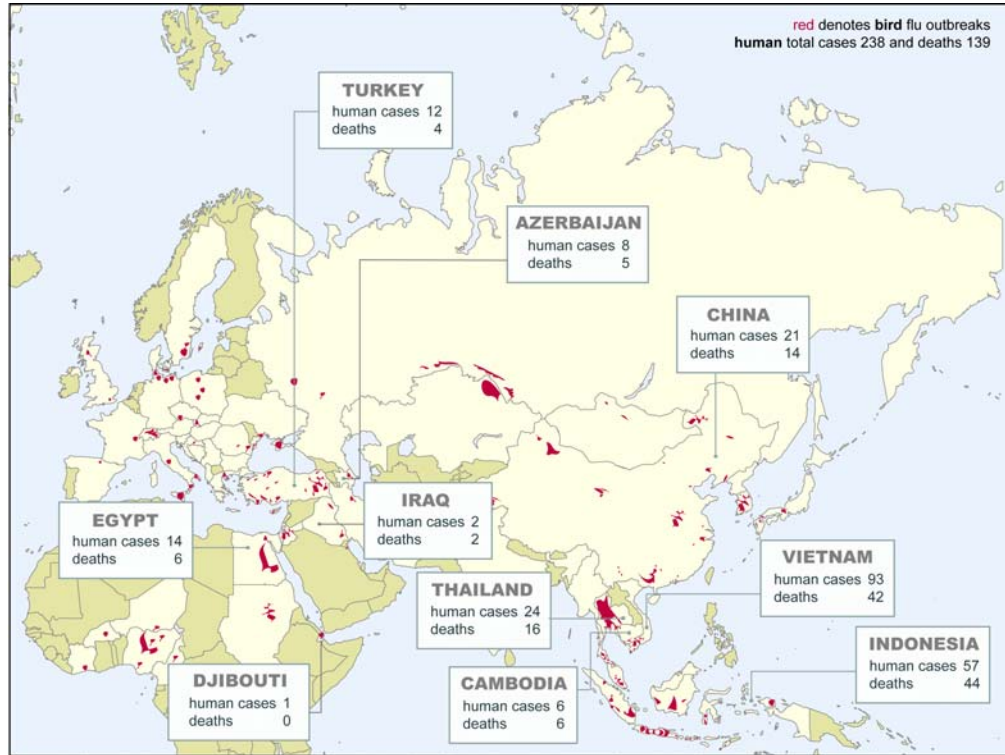 red denotes bird flu outbreaks
human total cases 238 and deaths 139
TURKEY
human cases 12
deaths 4
AZERBAIJAN
human cases 8
deaths 5
CHINA
human cases 21
deaths 14
IRAQ
human cases 2
deaths 2
EGYPT
human cases 14
deaths 6
VIETNAM
human cases 93
deaths 42
THAILAND
human cases 24
deaths 16
INDONESIA
human cases 57
deaths 44
DJIBOUTI
human cases 1
deaths 0
CAMBODIA
human cases 6
deaths 6